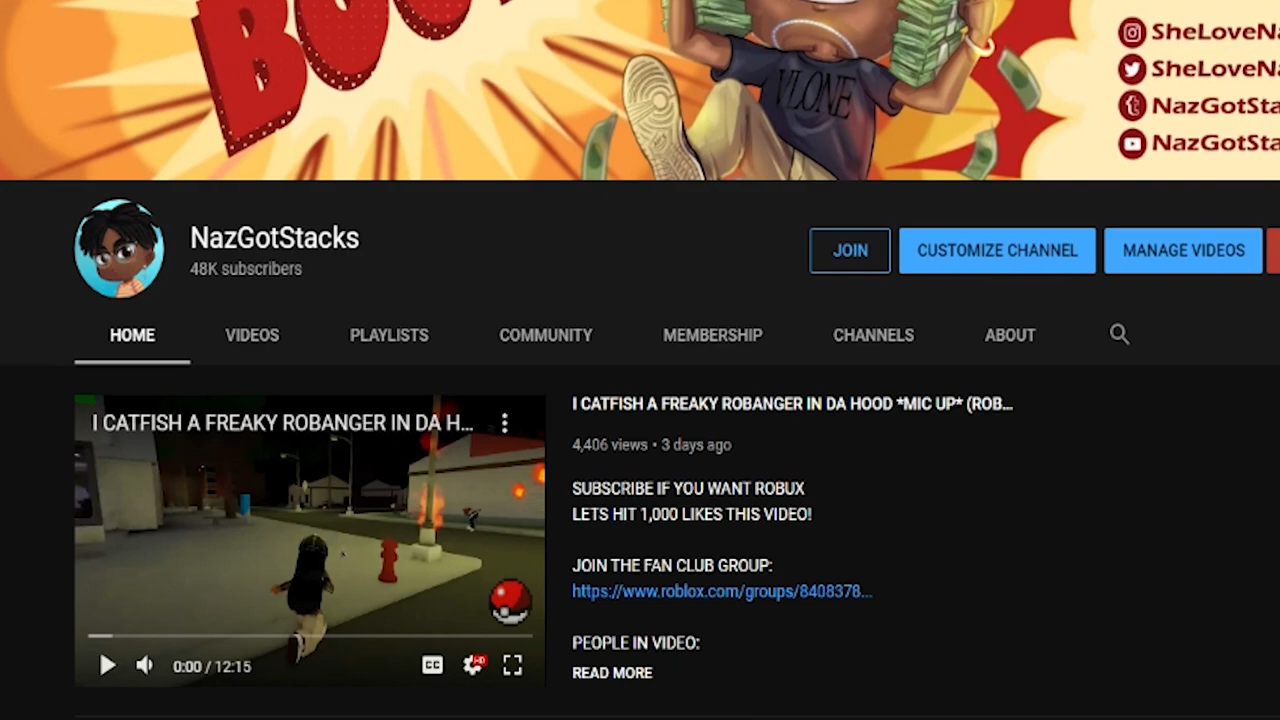 BOO
VLONE
SheLoveNa
SheLoveNa
NazGotSta
NazGotSta
NazGotStacks
48K subscribers
JOIN
CUSTOMIZE CHANNEL
MANAGE VIDEOS
HOME
VIDEOS
PLAYLISTS
COMMUNITY
MEMBERSHIP
CHANNELS
ABOUT
I CATFISH A FREAKY ROBANGER IN DA H...
0:00 / 12:15
CC
HD
I CATFISH A FREAKY ROBANGER IN DA HOOD *MIC UP* (ROB...
4,406 views • 3 days ago
SUBSCRIBE IF YOU WANT ROBUX
LETS HIT 1,000 LIKES THIS VIDEO!
JOIN THE FAN CLUB GROUP:
https://www.roblox.com/groups/8408378...
PEOPLE IN VIDEO:
READ MORE